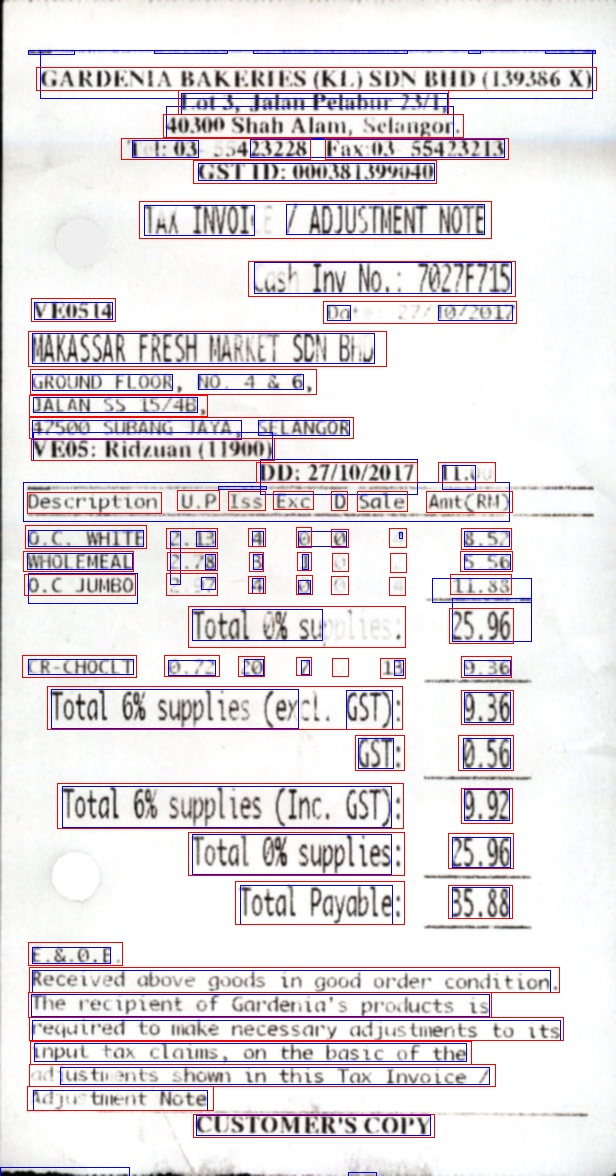 GARDENIA BAKERIES (KL) SDN BHD (139386 X)
Lot 3, Jalan Pelabur 23/1,
40300 Shah Alam, Selangor.
Tel: 03- 55423228 Fax:03- 55423213
GST ID: 000381399040
TAX INVOICE / ADJUSTMENT NOTE
Cash Inv No.: 7027F715
VE0514 Date: 27/10/2017
MAKASSAR FRESH MARKET SDN BHD
GROUND FLOOR, NO. 4 & 6,
JALAN SS 15/4B,
47500 SUBANG JAYA, SELANGOR
VE05: Ridzuan (11900)
DD: 27/10/2017 11.00
Description U.P Iss Exc D Sale Amt(RM)
O.C. WHITE 2.13 4 0 0 4 8.52
WHOLEMEAL 2.78 3 1 0 2 5.56
O.C JUMBO 2.97 4 0 0 4 11.88
Total 0% supplies: 25.96
CR-CHOCLT 0.72 20 7 13 9.36
Total 6% supplies (excl. GST): 9.36
GST: 0.56
Total 6% supplies (Inc. GST): 9.92
Total 0% supplies: 25.96
Total Payable: 35.88
E.&.O.E.
Received above goods in good order condition.
The recipient of Gardenia's products is
required to make necessary adjustments to its
input tax claims, on the basic of the
adjustments shown in this Tax Invoice /
Adjustment Note
CUSTOMER'S COPY